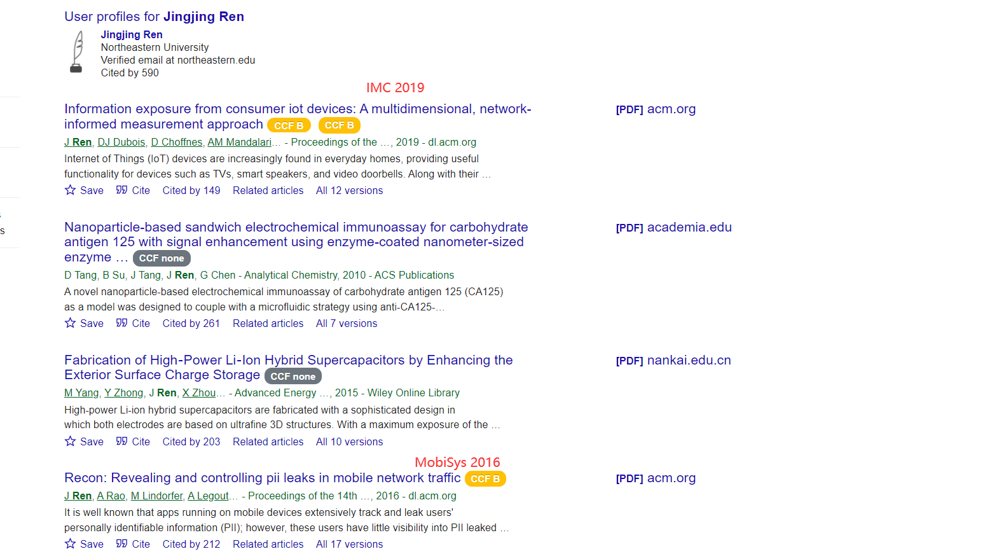 User profiles for Jingjing Ren
Jingjing Ren
Northeastern University
Verified email at northeastern.edu
Cited by 590
IMC 2019
Information exposure from consumer iot devices: A multidimensional, network-
informed measurement approach CCF B CCF B
[PDF] acm.org
J Ren, DJ Dubois, D Choffnes, AM Mandalari… - Proceedings of the …, 2019 - dl.acm.org
Internet of Things (IoT) devices are increasingly found in everyday homes, providing useful
functionality for devices such as TVs, smart speakers, and video doorbells. Along with their …
Save Cite Cited by 149 Related articles All 12 versions
Nanoparticle-based sandwich electrochemical immunoassay for carbohydrate
antigen 125 with signal enhancement using enzyme-coated nanometer-sized
enzyme … CCF none
[PDF] academia.edu
D Tang, B Su, J Tang, J Ren, G Chen - Analytical Chemistry, 2010 - ACS Publications
A novel nanoparticle-based electrochemical immunoassay of carbohydrate antigen 125 (CA125)
as a model was designed to couple with a microfluidic strategy using anti-CA125-…
Save Cite Cited by 261 Related articles All 7 versions
Fabrication of High-Power Li-Ion Hybrid Supercapacitors by Enhancing the
Exterior Surface Charge Storage CCF none
[PDF] nankai.edu.cn
M Yang, Y Zhong, J Ren, X Zhou… - Advanced Energy …, 2015 - Wiley Online Library
High-power Li-ion hybrid supercapacitors are fabricated with a sophisticated design in
which both electrodes are based on ultrafine 3D structures. With a maximum exposure of the …
Save Cite Cited by 203 Related articles All 10 versions
MobiSys 2016
Recon: Revealing and controlling pii leaks in mobile network traffic CCF B
[PDF] acm.org
J Ren, A Rao, M Lindorfer, A Legout… - Proceedings of the 14th …, 2016 - dl.acm.org
It is well known that apps running on mobile devices extensively track and leak users'
personally identifiable information (PII); however, these users have little visibility into PII leaked …
Save Cite Cited by 212 Related articles All 17 versions